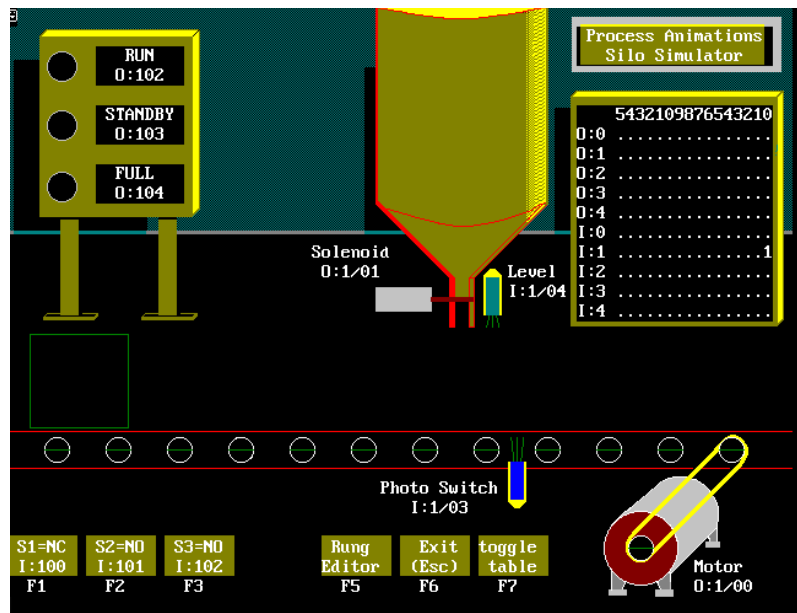 RUN
O:102
STANDBY
O:103
FULL
O:104
Process Animations
Silo Simulator
5432109876543210
O:0 ................
O:1 ................
O:2 ................
O:3 ................
O:4 ................
I:0 ................
I:1 ...............1
I:2 ................
I:3 ................
I:4 ................
Solenoid
O:1/01
Level
I:1/04
Photo Switch
I:1/03
S1=NC
I:100
F1
S2=NO
I:101
F2
S3=NO
I:102
F3
Rung
Editor
F5
Exit
(Esc)
F6
toggle
table
F7
Motor
O:1/00